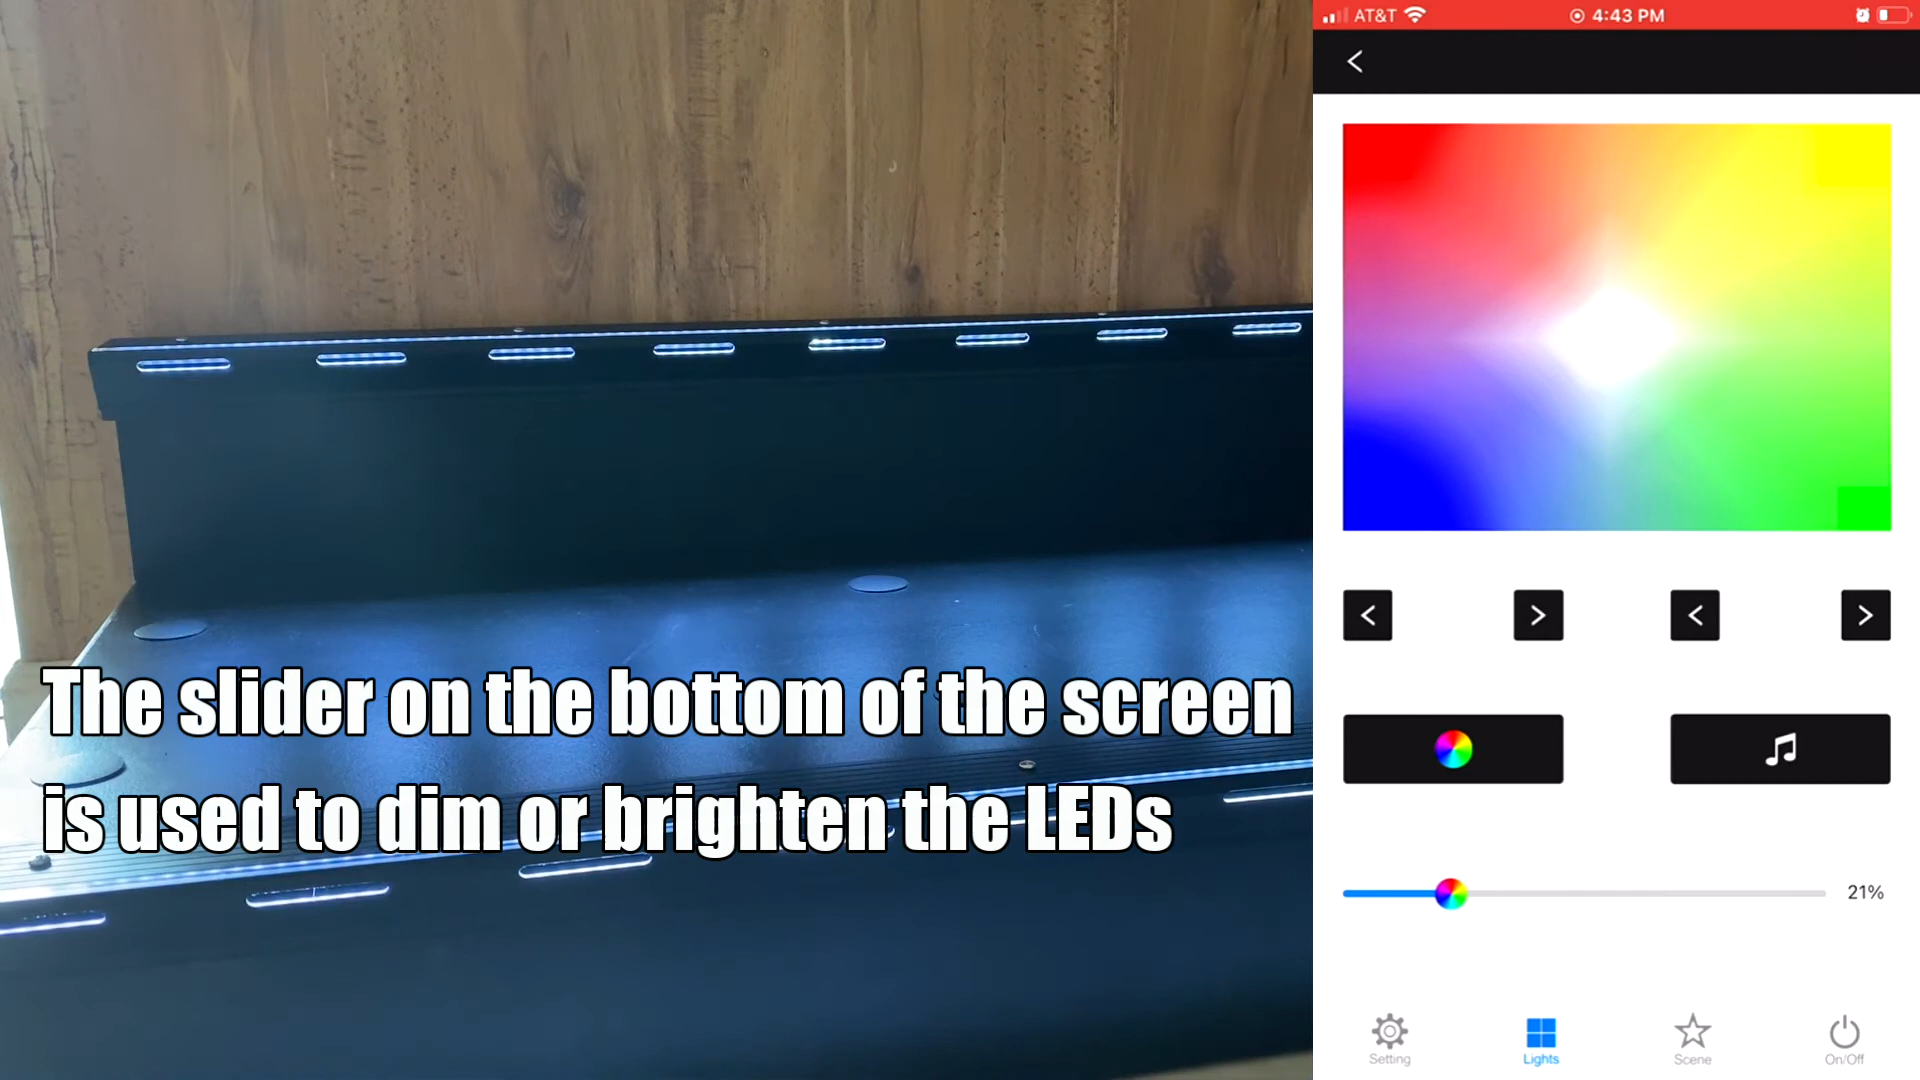 AT&T
4:43 PM
The slider on the bottom of the screen
is used to dim or brighten the LEDs
21%
Setting
Lights
Scene
On/Off